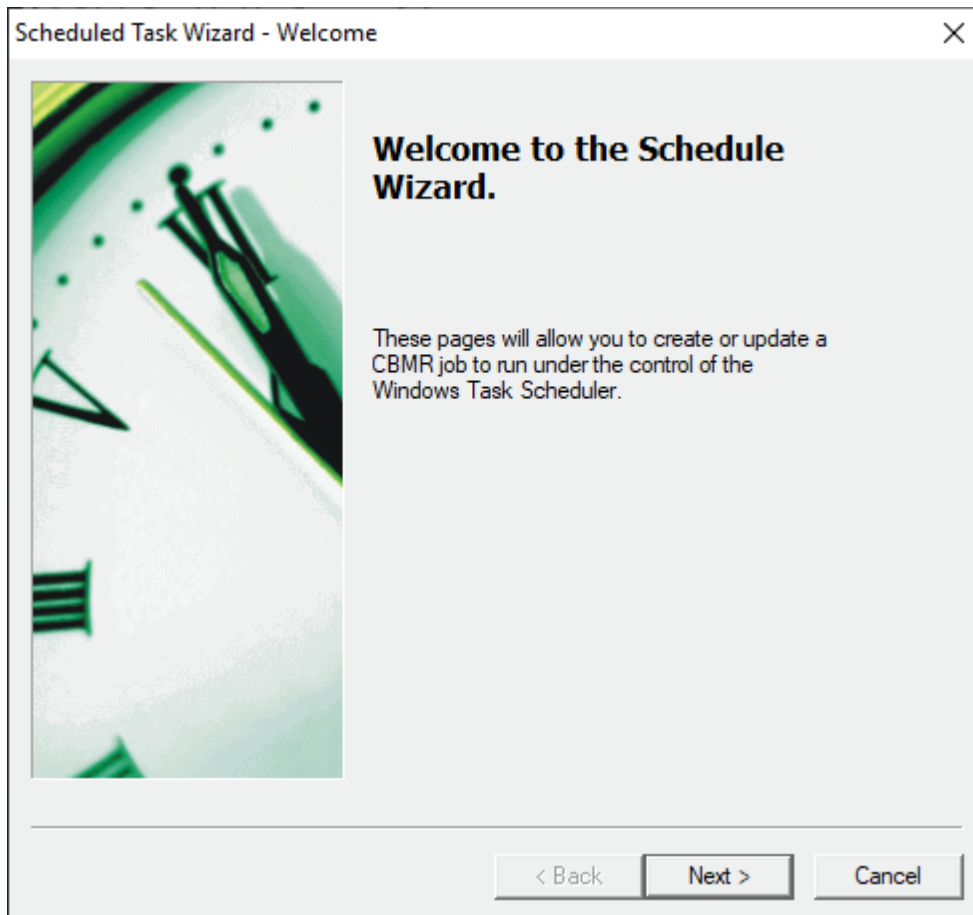 Scheduled Task Wizard - Welcome
Welcome to the Schedule
Wizard.
These pages will allow you to create or update a
CBMR job to run under the control of the
Windows Task Scheduler.
< Back
Next >
Cancel